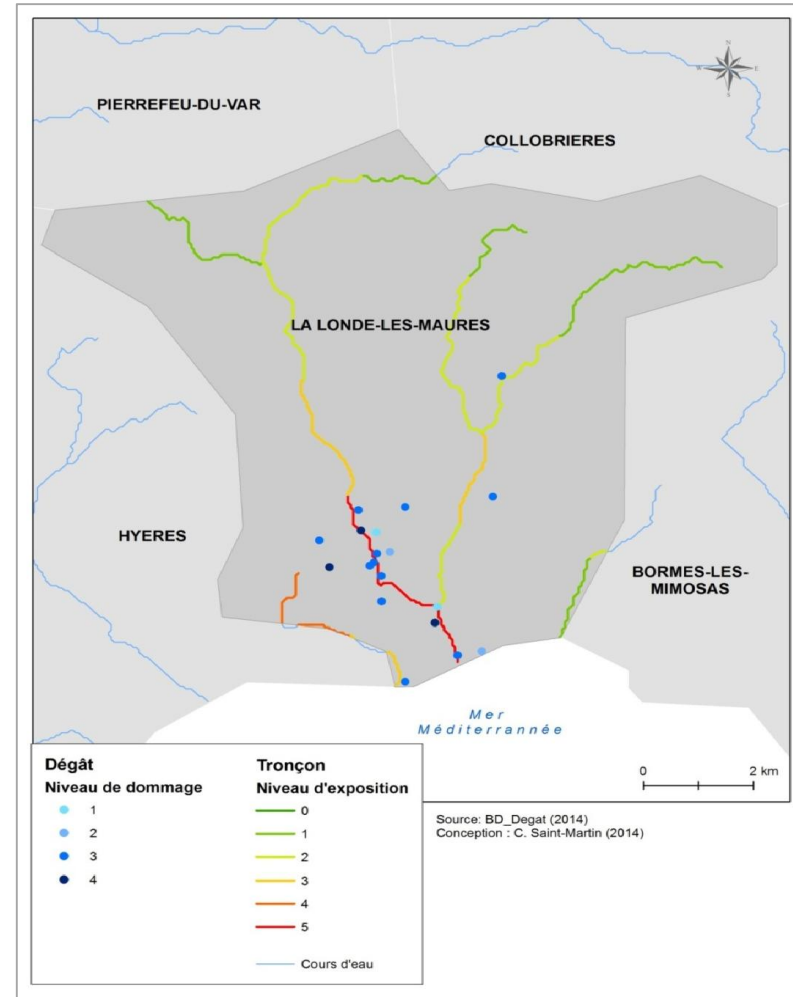 N
W
E
S
PIERREFEU-DU-VAR
COLLOBRIERES
LA LONDE-LES-MAURES
HYERES
BORMES-LES-
MIMOSAS
Mer
Méditerrannée
0 2 km
Source: BD_Degat (2014)
Conception : C. Saint-Martin (2014)
Dégât
Niveau de dommage
1
2
3
4
Tronçon
Niveau d'exposition
0
1
2
3
4
5
Cours d'eau